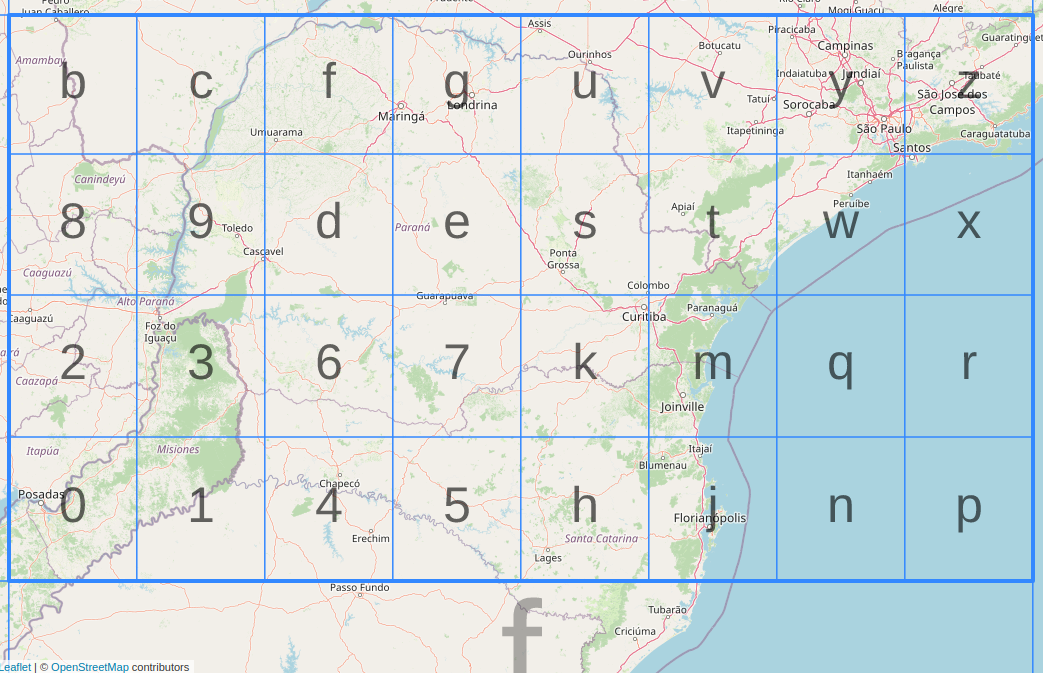 Pedro
Juan Caballero
Assis
Mogi Guaçu
Alegre
Piracicaba
Guaratinguet
Amambay
Ourinhos
Botucatu
Campinas
Bragança
Paulista
b
c
f
g
u
v
y
z
Indaiatuba
Jundiaí
Taubaté
Londrina
Tatuí
Sorocaba
São José dos
Campos
Maringá
Umuarama
Itapetininga
São Paulo
Caraguatatuba
Santos
Canindeyú
Itanhaém
Apiaí
Peruíbe
8
9
d
e
s
t
w
x
Toledo
Paraná
Cascavel
Ponta
Grossa
Caaguazú
Colombo
Alto Paraná
Guarapuava
Caaguazú
Paranaguá
Curitiba
Foz do
Iguaçu
2
3
6
7
k
m
q
r
Caazapá
Joinville
Itapúa
Misiones
Itajaí
Blumenau
Chapecó
Posadas
0
1
4
5
h
j
n
p
Florianópolis
Erechim
Santa Catarina
Lages
Passo Fundo
f
Tubarão
Criciúma
Leaflet | © OpenStreetMap contributors